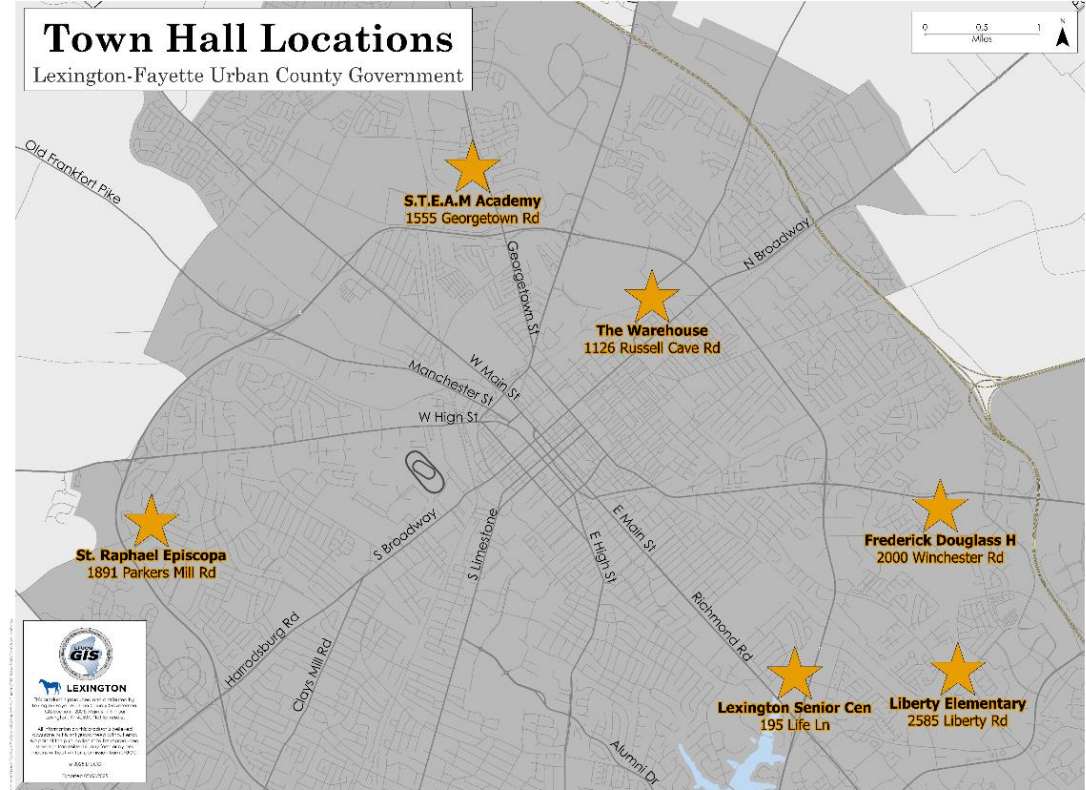 Town Hall Locations
Lexington-Fayette Urban County Government
0 0.5 1
Miles
N
Old Frankfort Pike
S.T.E.A.M Academy
1555 Georgetown Rd
Georgetown St
N Broadway
The Warehouse
1126 Russell Cave Rd
W Main St
Manchester St
W High St
St. Raphael Episcopa
1891 Parkers Mill Rd
S Broadway
S Limestone
E High St
E Main St
Frederick Douglass H
2000 Winchester Rd
Richmond Rd
Harrodsburg Rd
Clays Mill Rd
Lexington Senior Cen
195 Life Ln
Liberty Elementary
2585 Liberty Rd
Alumni Dr
LFUCG
GIS
LEXINGTON